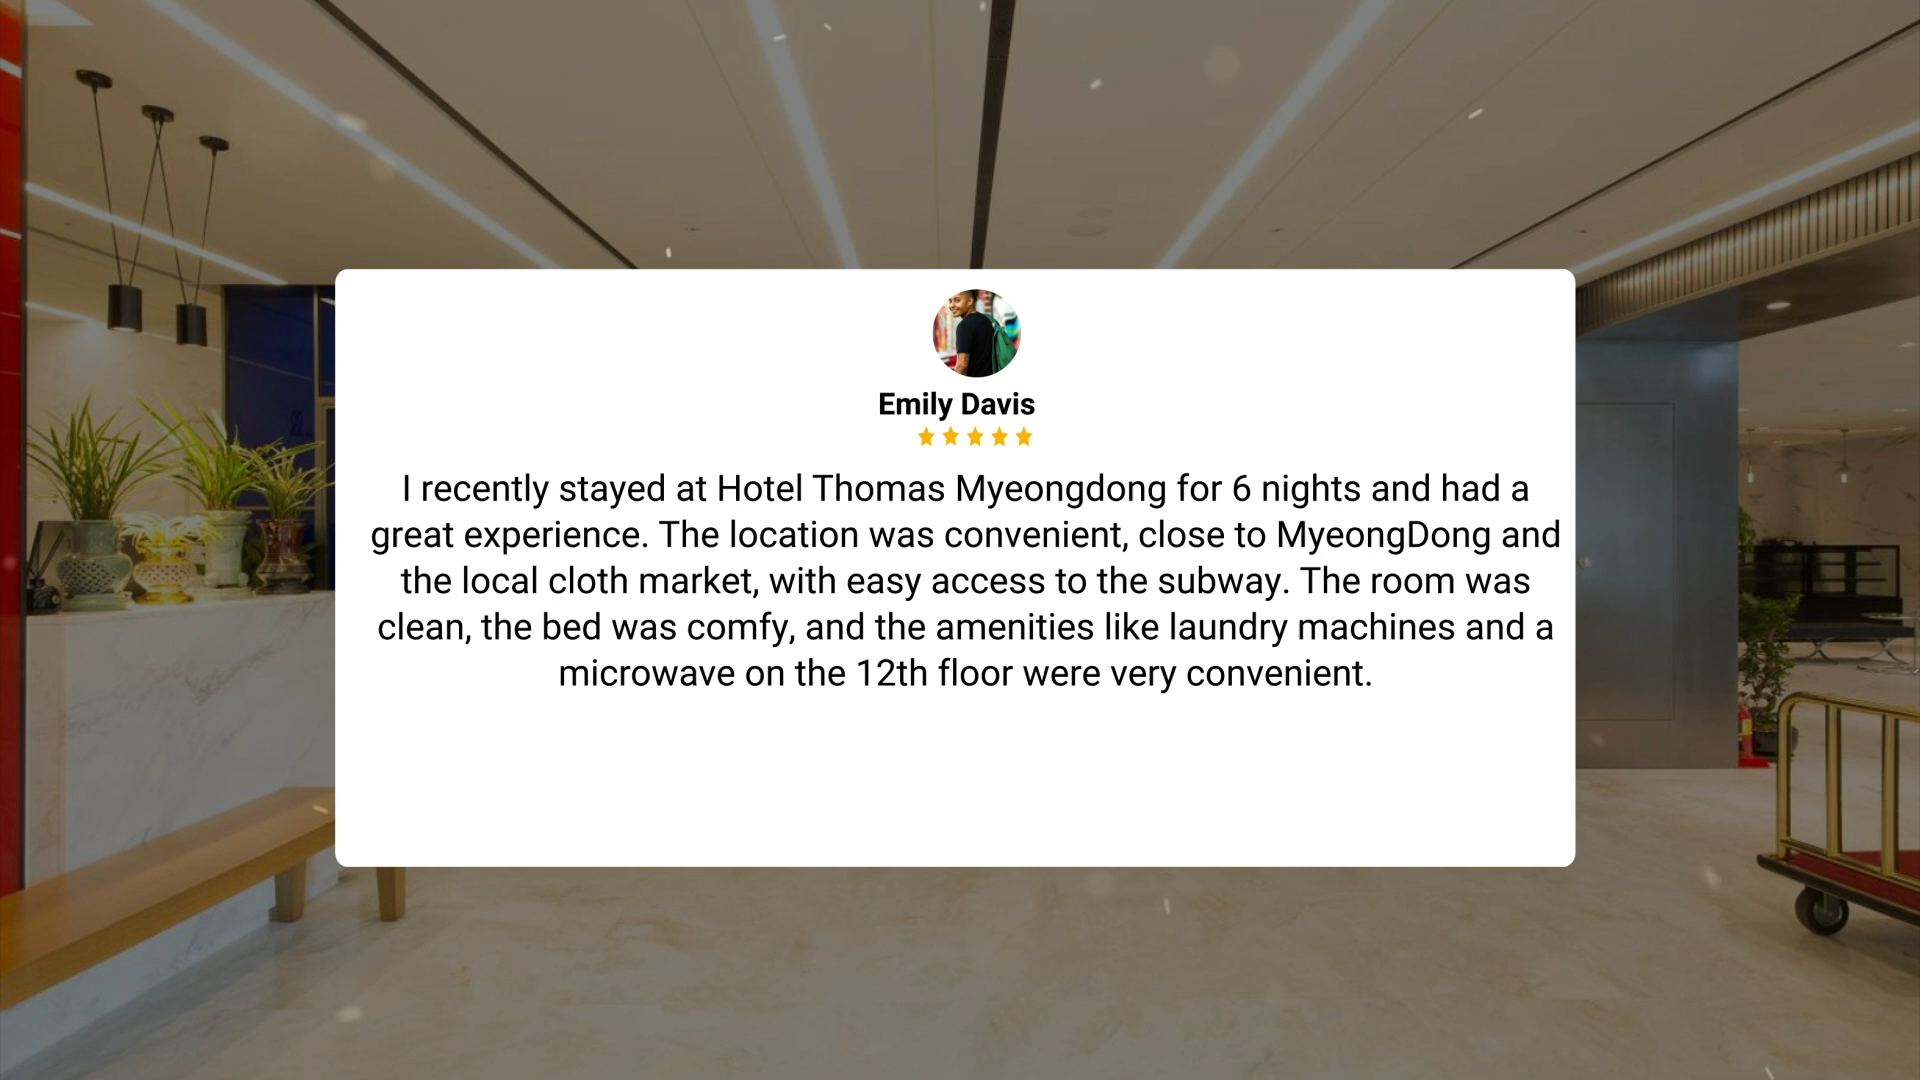 Emily Davis
I recently stayed at Hotel Thomas Myeongdong for 6 nights and had a
great experience. The location was convenient, close to MyeongDong and
the local cloth market, with easy access to the subway. The room was
clean, the bed was comfy, and the amenities like laundry machines and a
microwave on the 12th floor were very convenient.